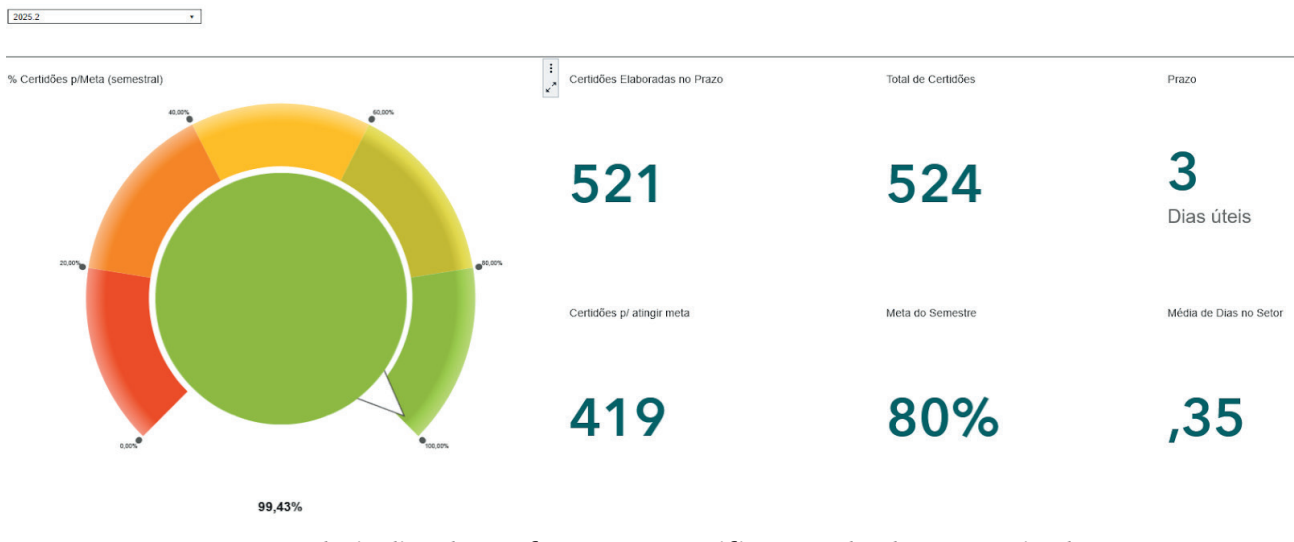 2025.2
% Certidões p/Meta (semestral)
40,00%
60,00%
20,00%
80,00%
0,00%
100,00%
99,43%
Certidões Elaboradas no Prazo
521
Total de Certidões
524
Prazo
3
Dias úteis
Certidões p/ atingir meta
419
Meta do Semestre
80%
Média de Dias no Setor
,35